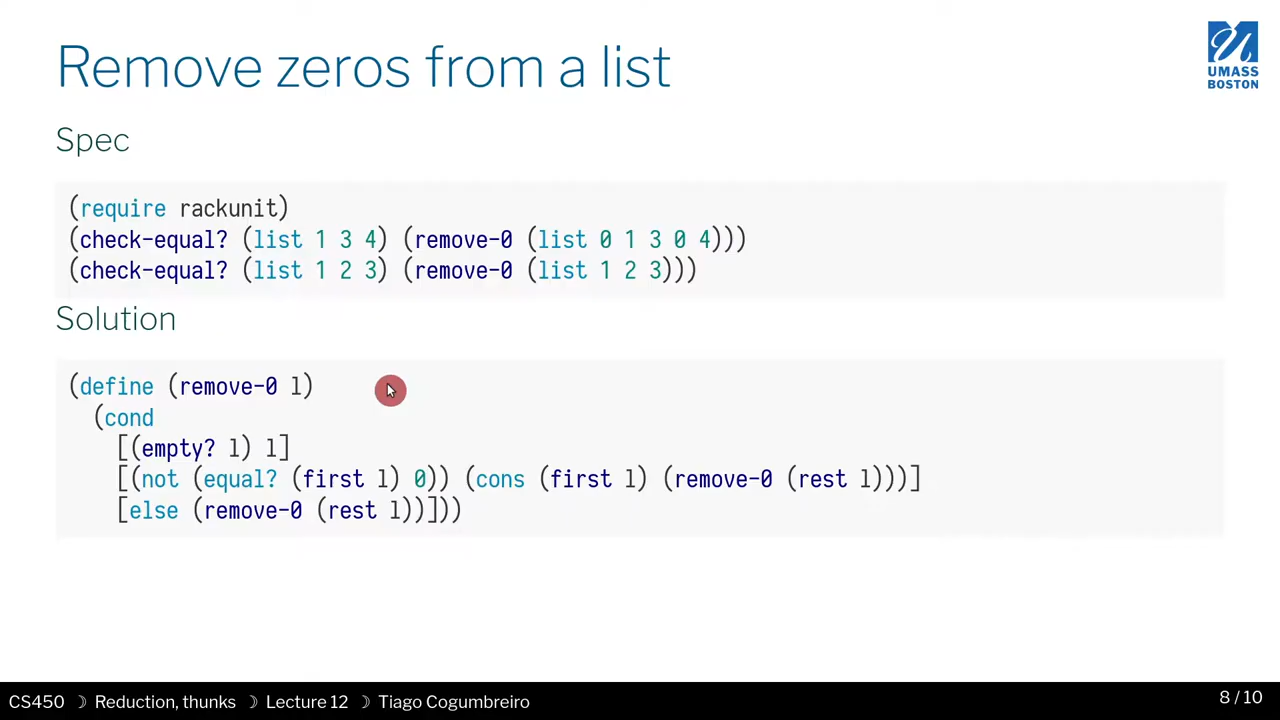 Remove zeros from a list
UMASS
BOSTON
Spec
(require rackunit)
(check-equal? (list 1 3 4) (remove-0 (list 0 1 3 0 4)))
(check-equal? (list 1 2 3) (remove-0 (list 1 2 3)))
Solution
(define (remove-0 l)
(cond
[(empty? l) l]
[(not (equal? (first l) 0)) (cons (first l) (remove-0 (rest l)))]
[else (remove-0 (rest l))]))
CS450 ☽ Reduction, thunks ☽ Lecture 12 ☽ Tiago Cogumbreiro
8 / 10